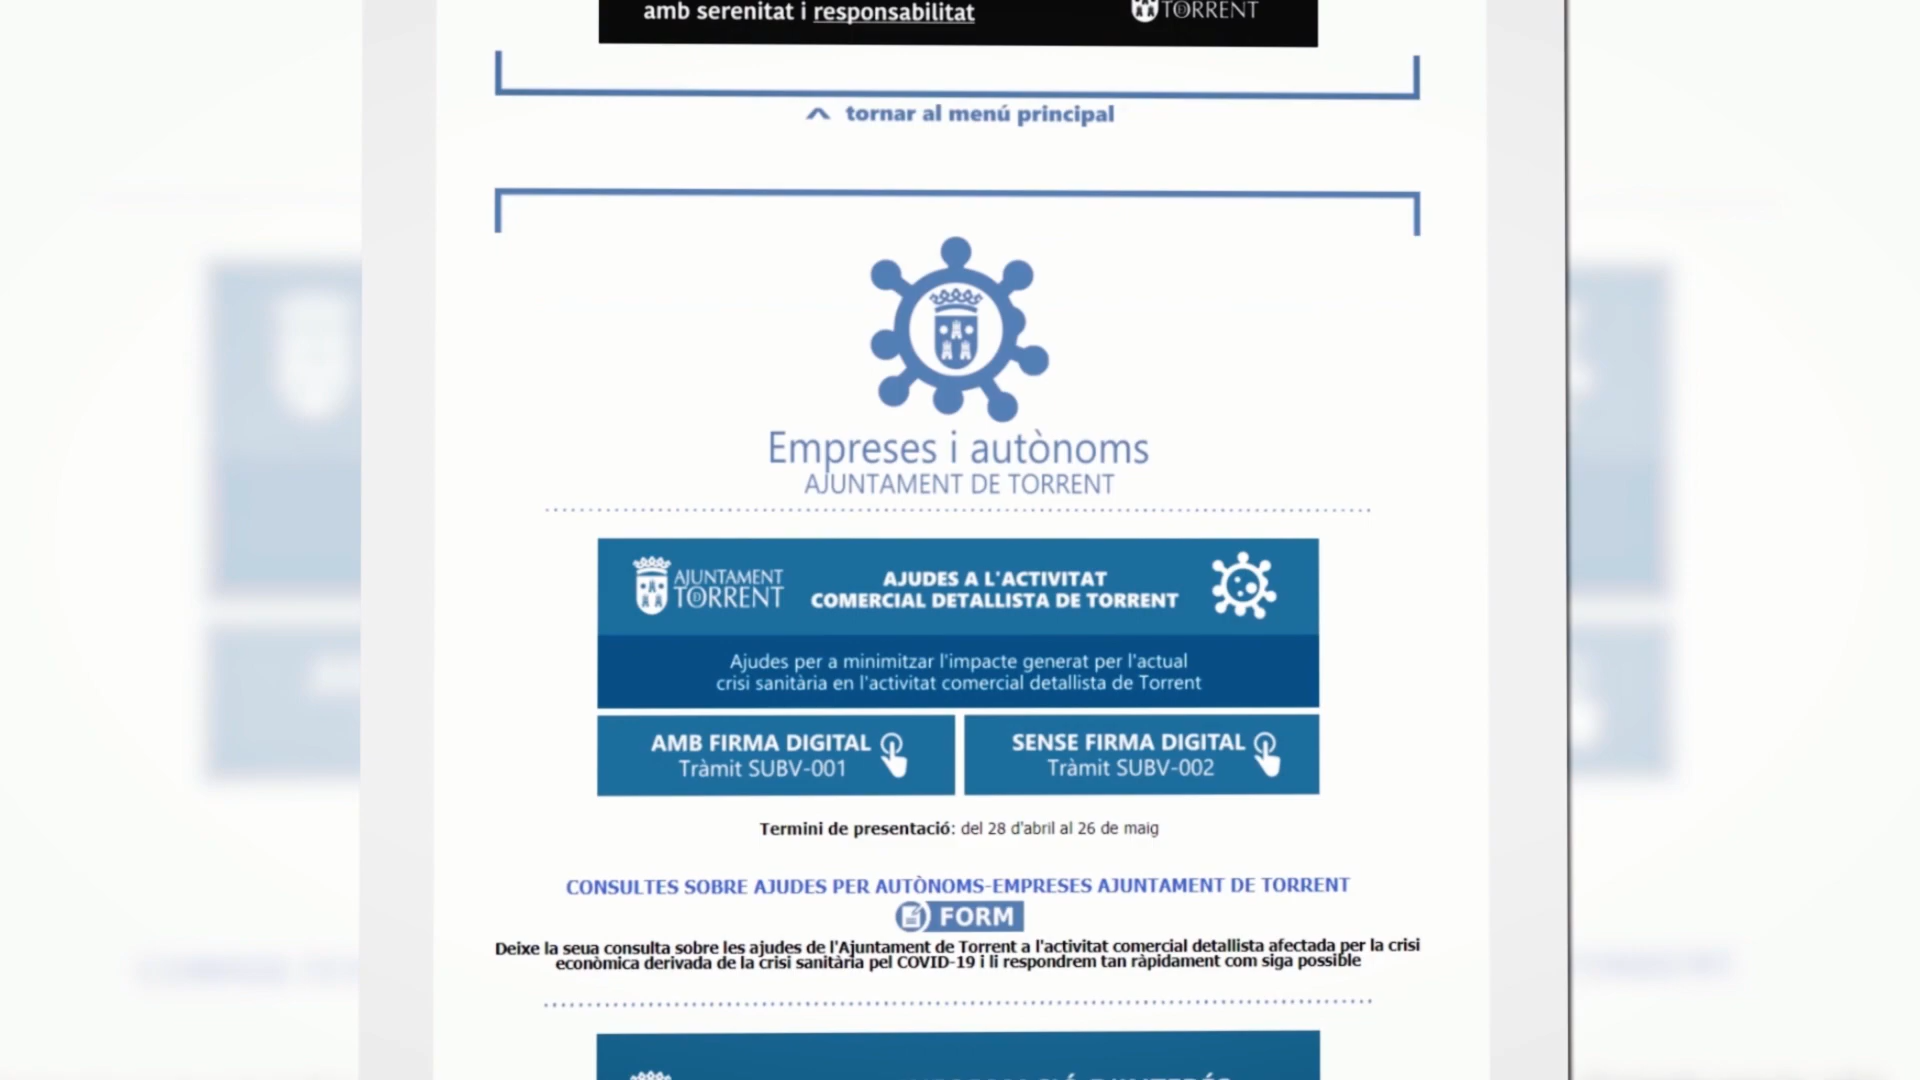 amb serenitat i responsabilitat
TORRENT
tornar al menú principal
Empreses i autònoms
AJUNTAMENT DE TORRENT
AJUNTAMENT
D TORRENT
AJUDES A L'ACTIVITAT
COMERCIAL DETALLISTA DE TORRENT
Ajudes per a minimitzar l'impacte generat per l'actual
crisi sanitària en l'activitat comercial detallista de Torrent
AMB FIRMA DIGITAL
Tràmit SUBV-001
SENSE FIRMA DIGITAL
Tràmit SUBV-002
Termini de presentació: del 28 d'abril al 26 de maig
CONSULTES SOBRE AJUDES PER AUTÒNOMS-EMPRESES AJUNTAMENT DE TORRENT
FORM
Deixe la seua consulta sobre les ajudes de l'Ajuntament de Torrent a l'activitat comercial detallista afectada per la crisi
econòmica derivada de la crisi sanitària pel COVID-19 i li respondrem tan ràpidament com siga possible